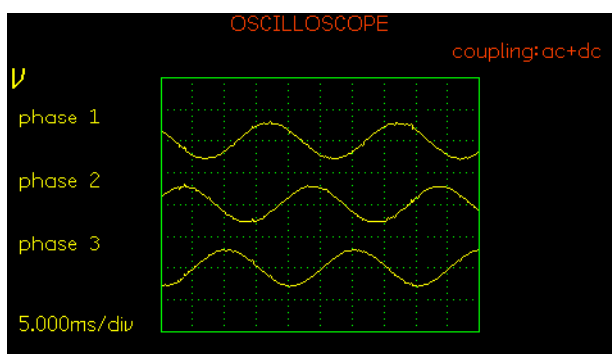 OSCILLOSCOPE
coupling:ac+dc
V
phase 1
phase 2
phase 3
5.000ms/div